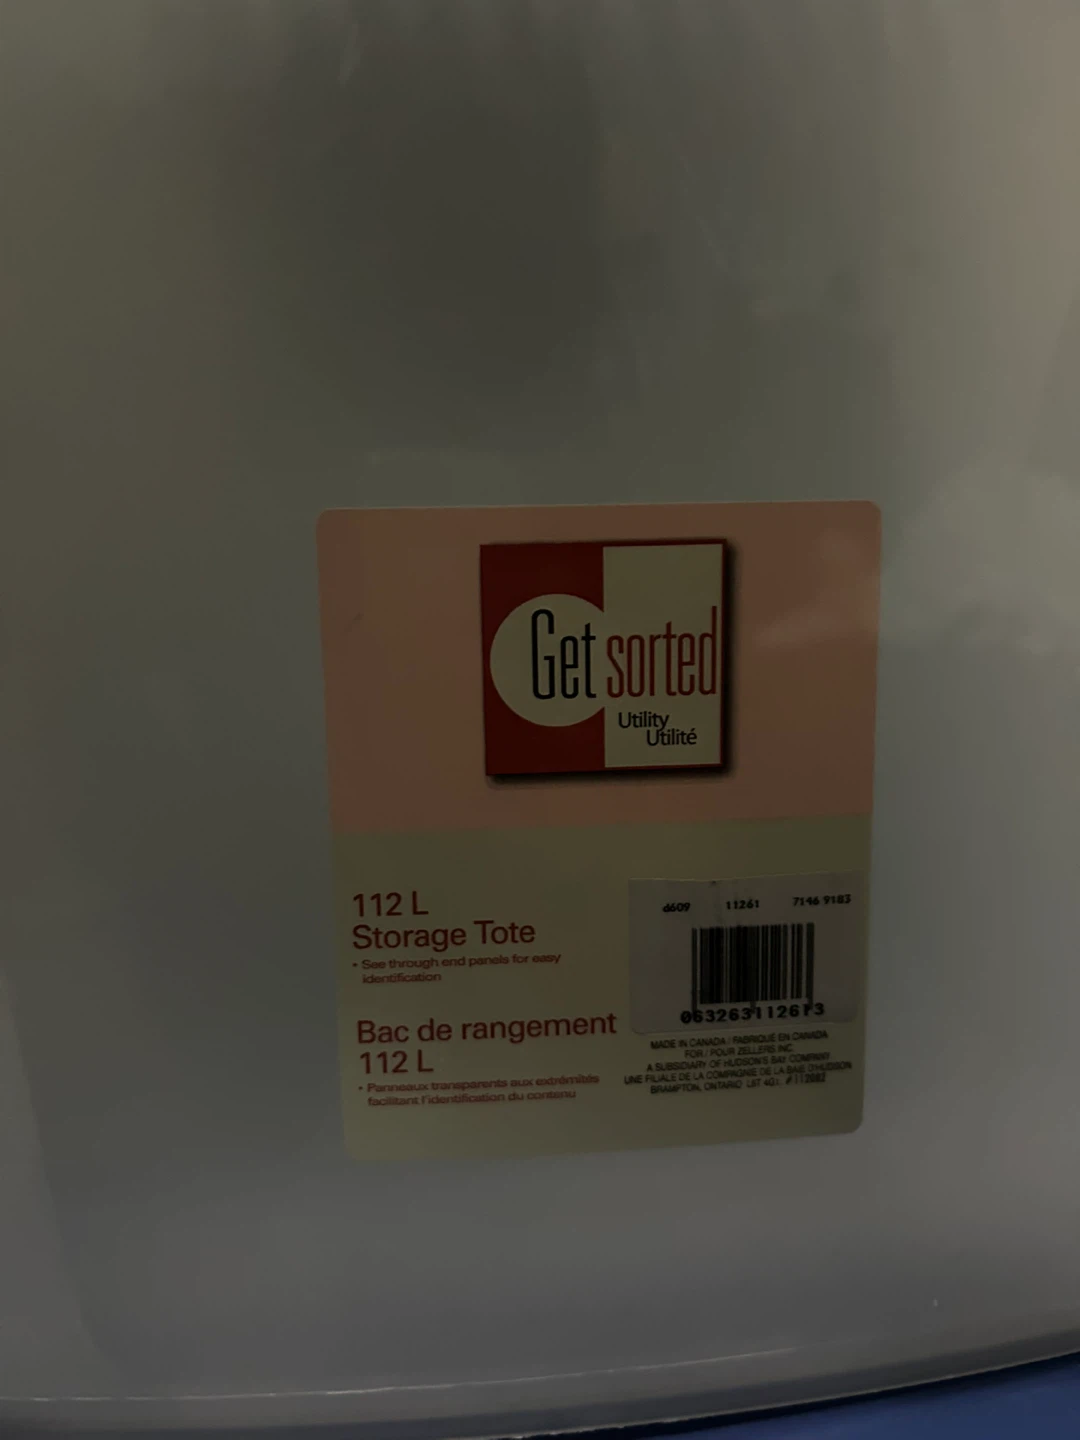 Get sorted
Utility
Utilité
112 L
Storage Tote
• See through end panels for easy
identification
Bac de rangement
112 L
• Panneaux transparents aux extrémités
facilitant l'identification du contenu
d609 11261 7146 9183
063263112613
MADE IN CANADA / FABRIQUÉ EN CANADA
FOR / POUR ZELLERS INC.
A SUBSIDIARY OF HUDSON'S BAY COMPANY
UNE FILIALE DE LA COMPAGNIE DE LA BAIE D'HUDSON
BRAMPTON, ONTARIO